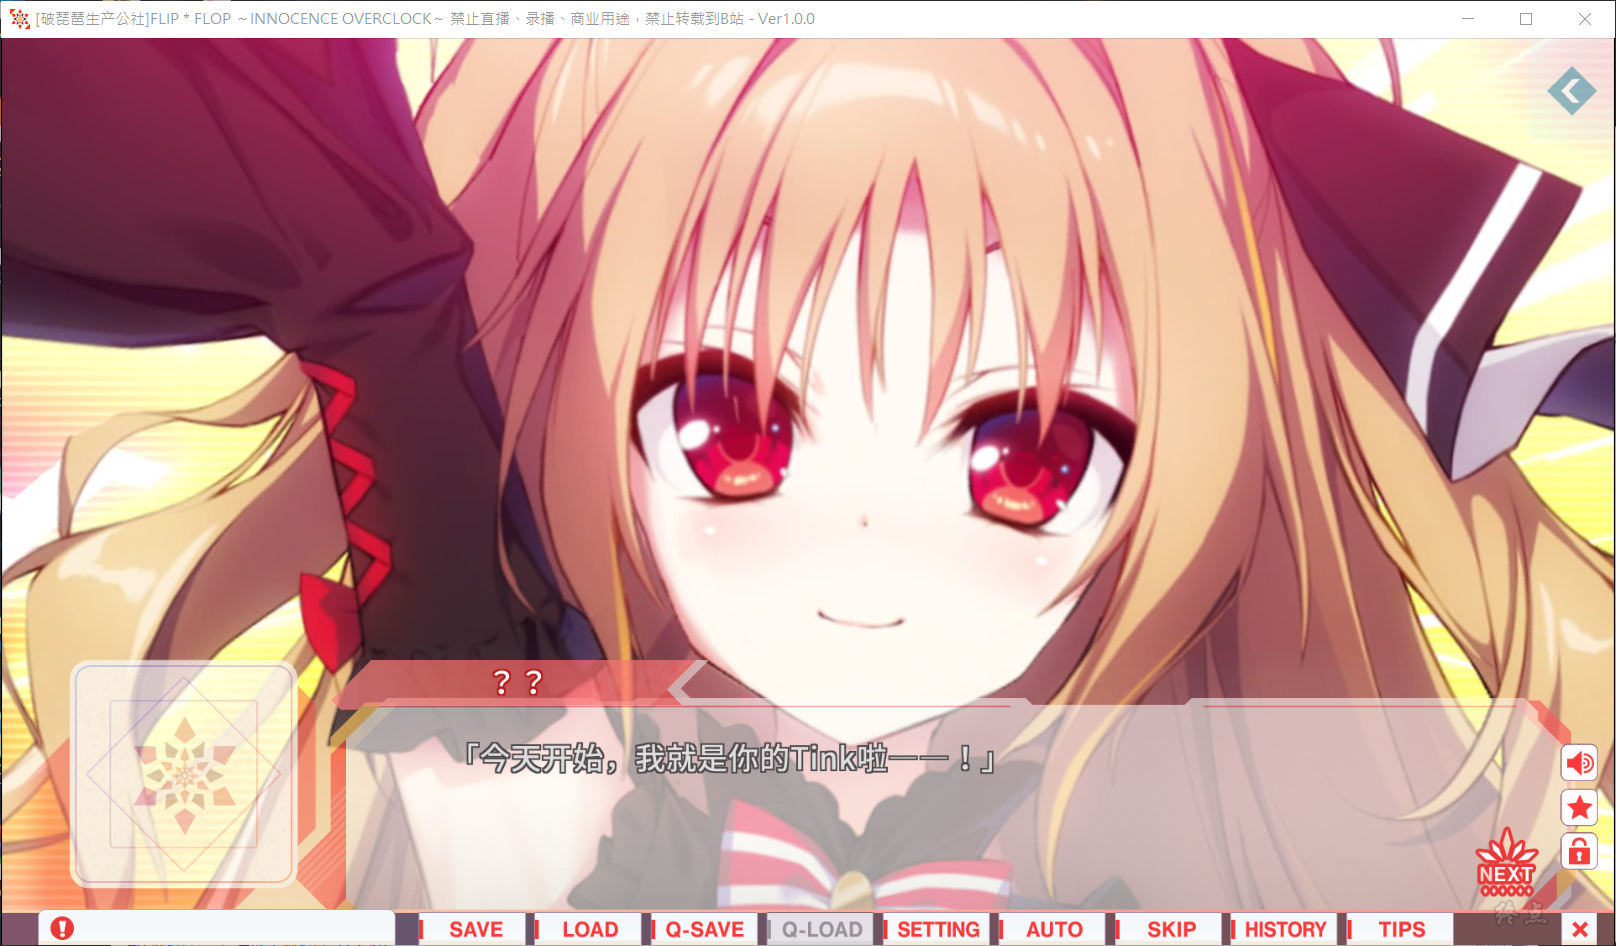 [破琵琶生产公社]FLIP * FLOP ～INNOCENCE OVERCLOCK～ 禁止直播、录播、商业用途，禁止转载到B站 - Ver1.0.0
？？
「今天开始，我就是你的Tink啦——！」
NEXT
SAVE
LOAD
Q-SAVE
Q-LOAD
SETTING
AUTO
SKIP
HISTORY
TIPS